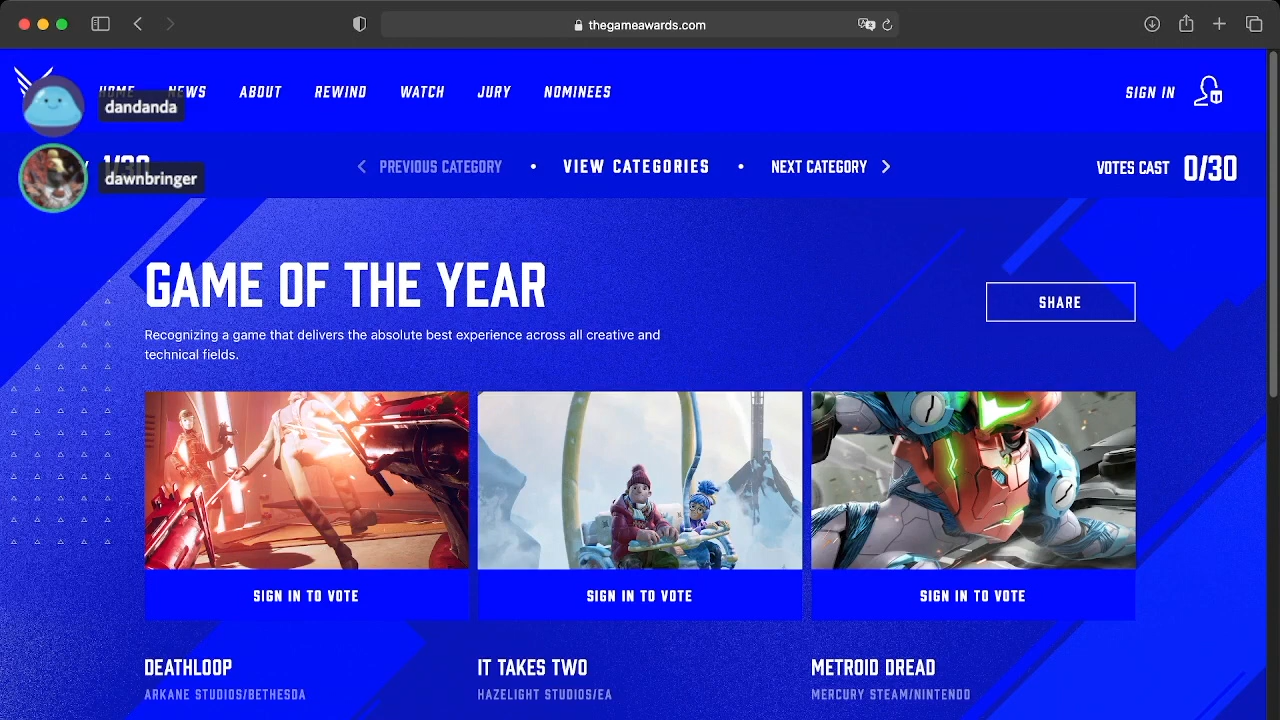 thegameawards.com
HOME NEWS ABOUT REWIND WATCH JURY NOMINEES
SIGN IN
dandanda
1/30
dawnbringer
PREVIOUS CATEGORY • VIEW CATEGORIES • NEXT CATEGORY
VOTES CAST 0/30
GAME OF THE YEAR
SHARE
Recognizing a game that delivers the absolute best experience across all creative and
technical fields.
SIGN IN TO VOTE
SIGN IN TO VOTE
SIGN IN TO VOTE
DEATHLOOP
ARKANE STUDIOS/BETHESDA
IT TAKES TWO
HAZELIGHT STUDIOS/EA
METROID DREAD
MERCURY STEAM/NINTENDO